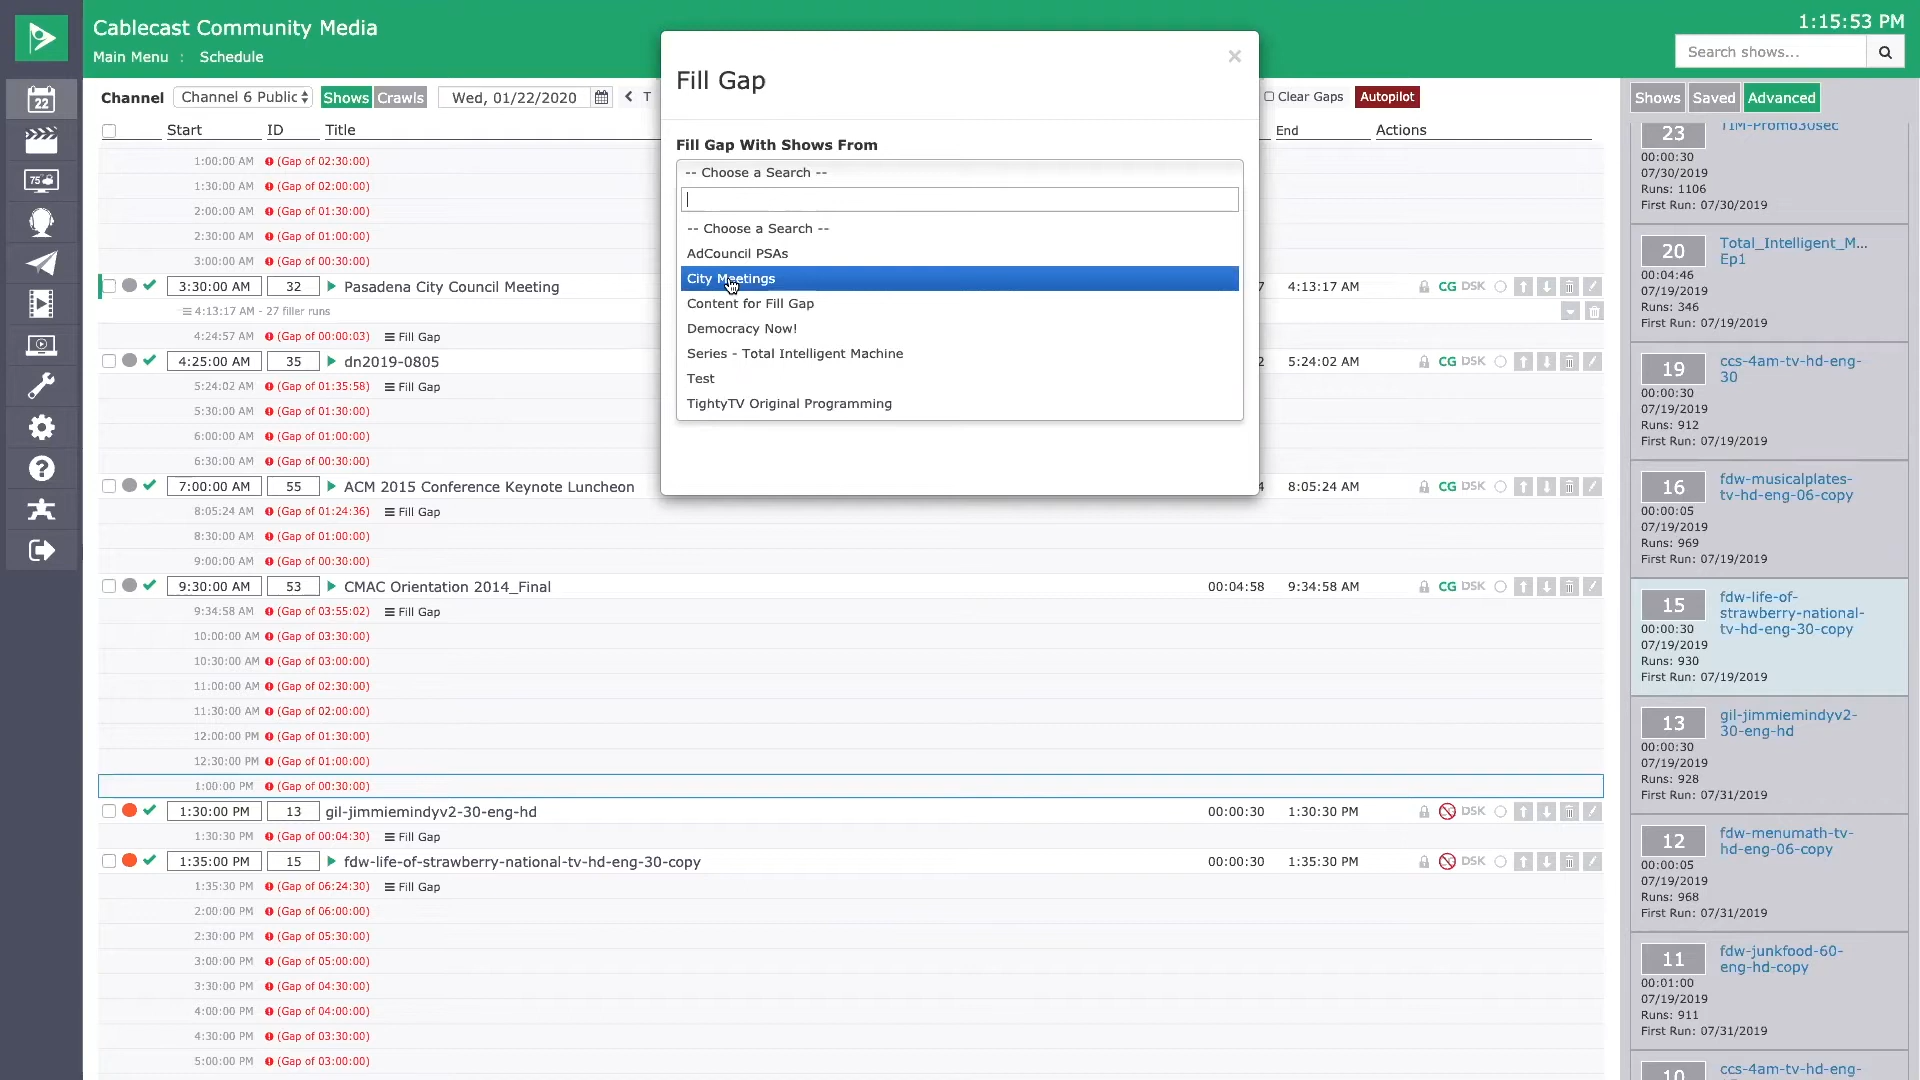 Cablecast Community Media
Main Menu : Schedule
1:15:53 PM
Search shows...
22
75
Channel Channel 6 Public Shows Crawls Wed, 01/22/2020 T
Clear Gaps Autopilot
Shows Saved Advanced
Start ID Title End Actions
1:00:00 AM (Gap of 02:30:00)
1:30:00 AM (Gap of 02:00:00)
2:00:00 AM (Gap of 01:30:00)
2:30:00 AM (Gap of 01:00:00)
3:00:00 AM (Gap of 00:30:00)
3:30:00 AM 32 Pasadena City Council Meeting 7 4:13:17 AM CG DSK
4:13:17 AM - 27 filler runs
4:24:57 AM (Gap of 00:00:03) Fill Gap
4:25:00 AM 35 dn2019-0805 2 5:24:02 AM CG DSK
5:24:02 AM (Gap of 01:35:58) Fill Gap
5:30:00 AM (Gap of 01:30:00)
6:00:00 AM (Gap of 01:00:00)
6:30:00 AM (Gap of 00:30:00)
7:00:00 AM 55 ACM 2015 Conference Keynote Luncheon 4 8:05:24 AM CG DSK
8:05:24 AM (Gap of 01:24:36) Fill Gap
8:30:00 AM (Gap of 01:00:00)
9:00:00 AM (Gap of 00:30:00)
9:30:00 AM 53 CMAC Orientation 2014_Final 00:04:58 9:34:58 AM CG DSK
9:34:58 AM (Gap of 03:55:02) Fill Gap
10:00:00 AM (Gap of 03:30:00)
10:30:00 AM (Gap of 03:00:00)
11:00:00 AM (Gap of 02:30:00)
11:30:00 AM (Gap of 02:00:00)
12:00:00 PM (Gap of 01:30:00)
12:30:00 PM (Gap of 01:00:00)
1:00:00 PM (Gap of 00:30:00)
1:30:00 PM 13 gil-jimmiemindyv2-30-eng-hd 00:00:30 1:30:30 PM DSK
1:30:30 PM (Gap of 00:04:30) Fill Gap
1:35:00 PM 15 fdw-life-of-strawberry-national-tv-hd-eng-30-copy 00:00:30 1:35:30 PM DSK
1:35:30 PM (Gap of 06:24:30) Fill Gap
2:00:00 PM (Gap of 06:00:00)
2:30:00 PM (Gap of 05:30:00)
3:00:00 PM (Gap of 05:00:00)
3:30:00 PM (Gap of 04:30:00)
4:00:00 PM (Gap of 04:00:00)
4:30:00 PM (Gap of 03:30:00)
5:00:00 PM (Gap of 03:00:00)
Fill Gap
×
Fill Gap With Shows From
-- Choose a Search --
-- Choose a Search --
AdCouncil PSAs
City Meetings
Content for Fill Gap
Democracy Now!
Series - Total Intelligent Machine
Test
TightyTV Original Programming
23 TIM-Promo30sec
00:00:30
07/30/2019
Runs: 1106
First Run: 07/30/2019
20 Total_Intelligent_M...
Ep1
00:04:46
07/19/2019
Runs: 346
First Run: 07/19/2019
19 ccs-4am-tv-hd-eng-
30
00:00:30
07/19/2019
Runs: 912
First Run: 07/19/2019
16 fdw-musicalplates-
tv-hd-eng-06-copy
00:00:05
07/19/2019
Runs: 969
First Run: 07/19/2019
15 fdw-life-of-
strawberry-national-
tv-hd-eng-30-copy
00:00:30
07/19/2019
Runs: 930
First Run: 07/19/2019
13 gil-jimmiemindyv2-
30-eng-hd
00:00:30
07/19/2019
Runs: 928
First Run: 07/31/2019
12 fdw-menumath-tv-
hd-eng-06-copy
00:00:05
07/19/2019
Runs: 968
First Run: 07/31/2019
11 fdw-junkfood-60-
eng-hd-copy
00:01:00
07/19/2019
Runs: 911
First Run: 07/31/2019
10 ccs-4am-tv-hd-eng-